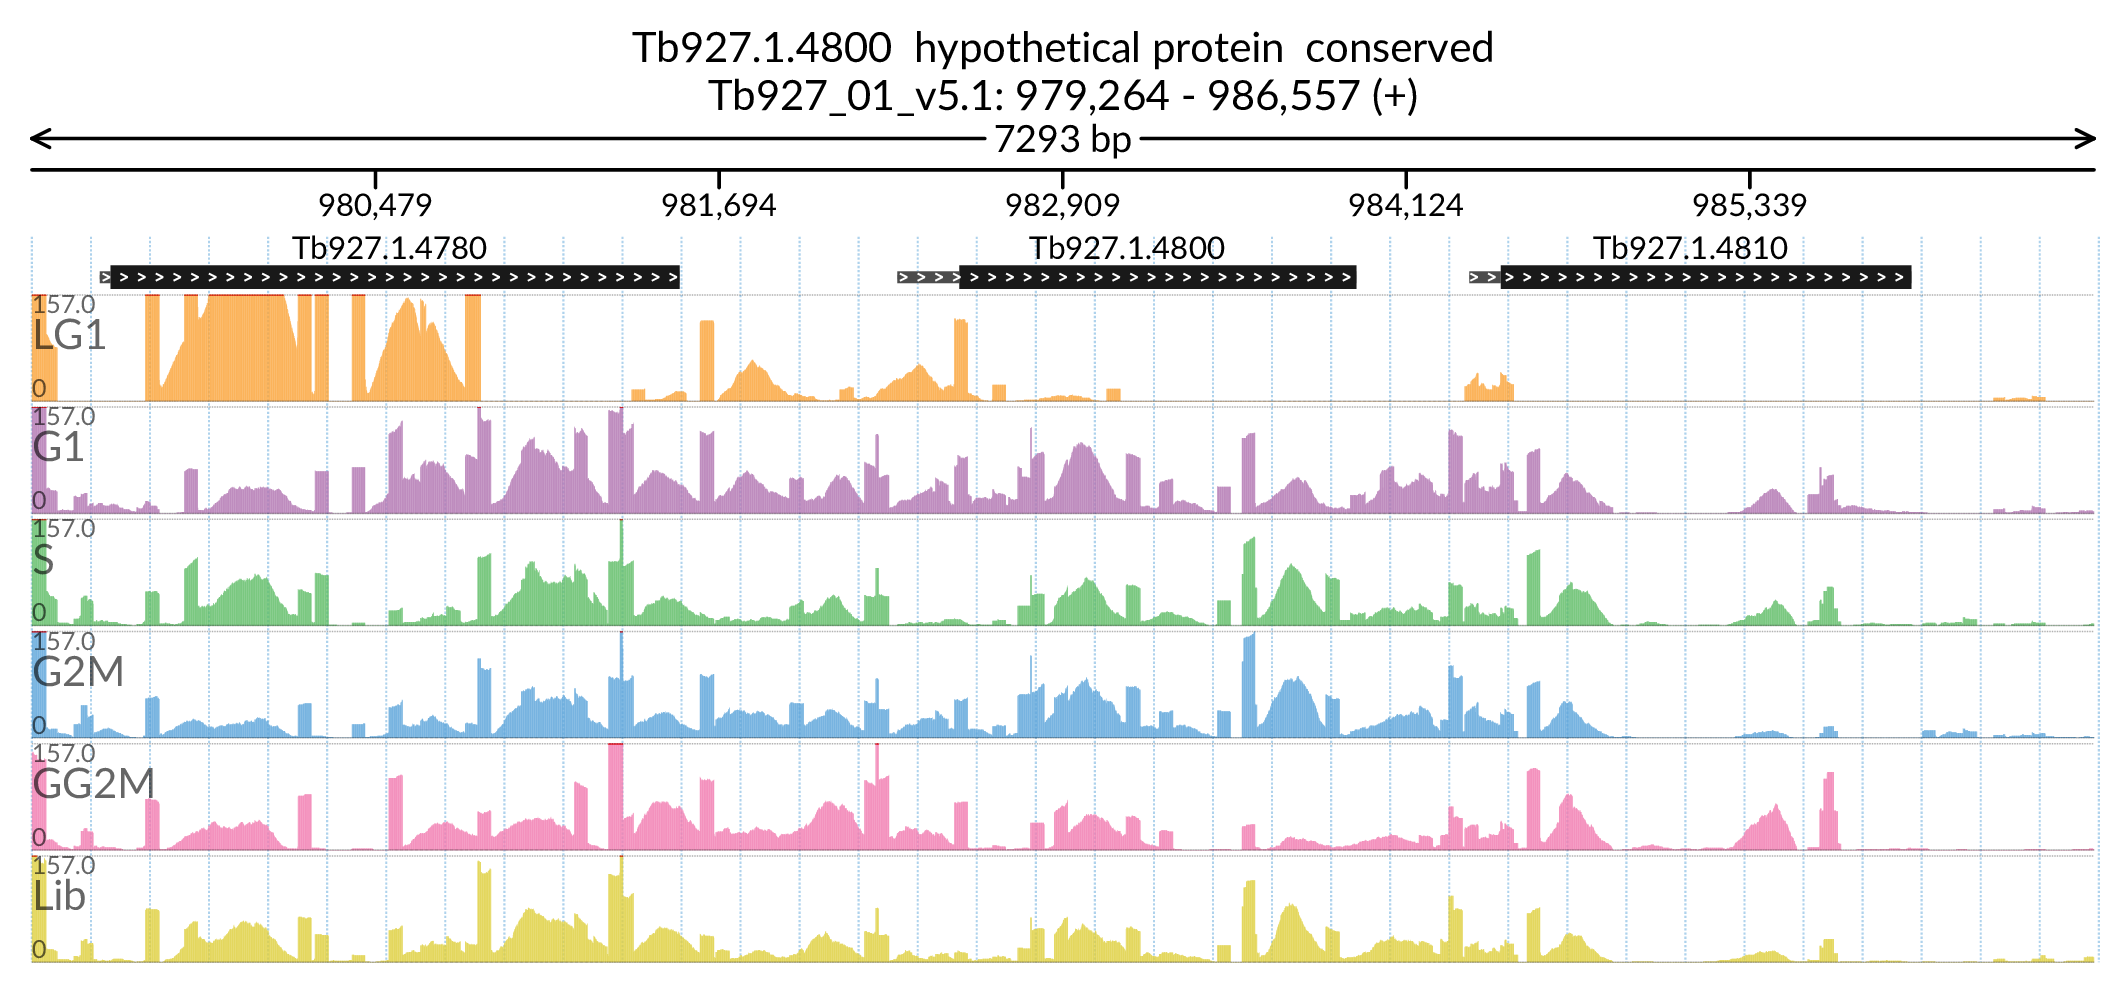 Tb927.1.4800 hypothetical protein conserved
Tb927_01_v5.1: 979,264 - 986,557 (+)
7293 bp
980,479 981,694 982,909 984,124 985,339
Tb927.1.4780 Tb927.1.4800 Tb927.1.4810
157.0
LG1
0
157.0
G1
0
157.0
S
0
157.0
G2M
0
157.0
GG2M
0
157.0
Lib
0